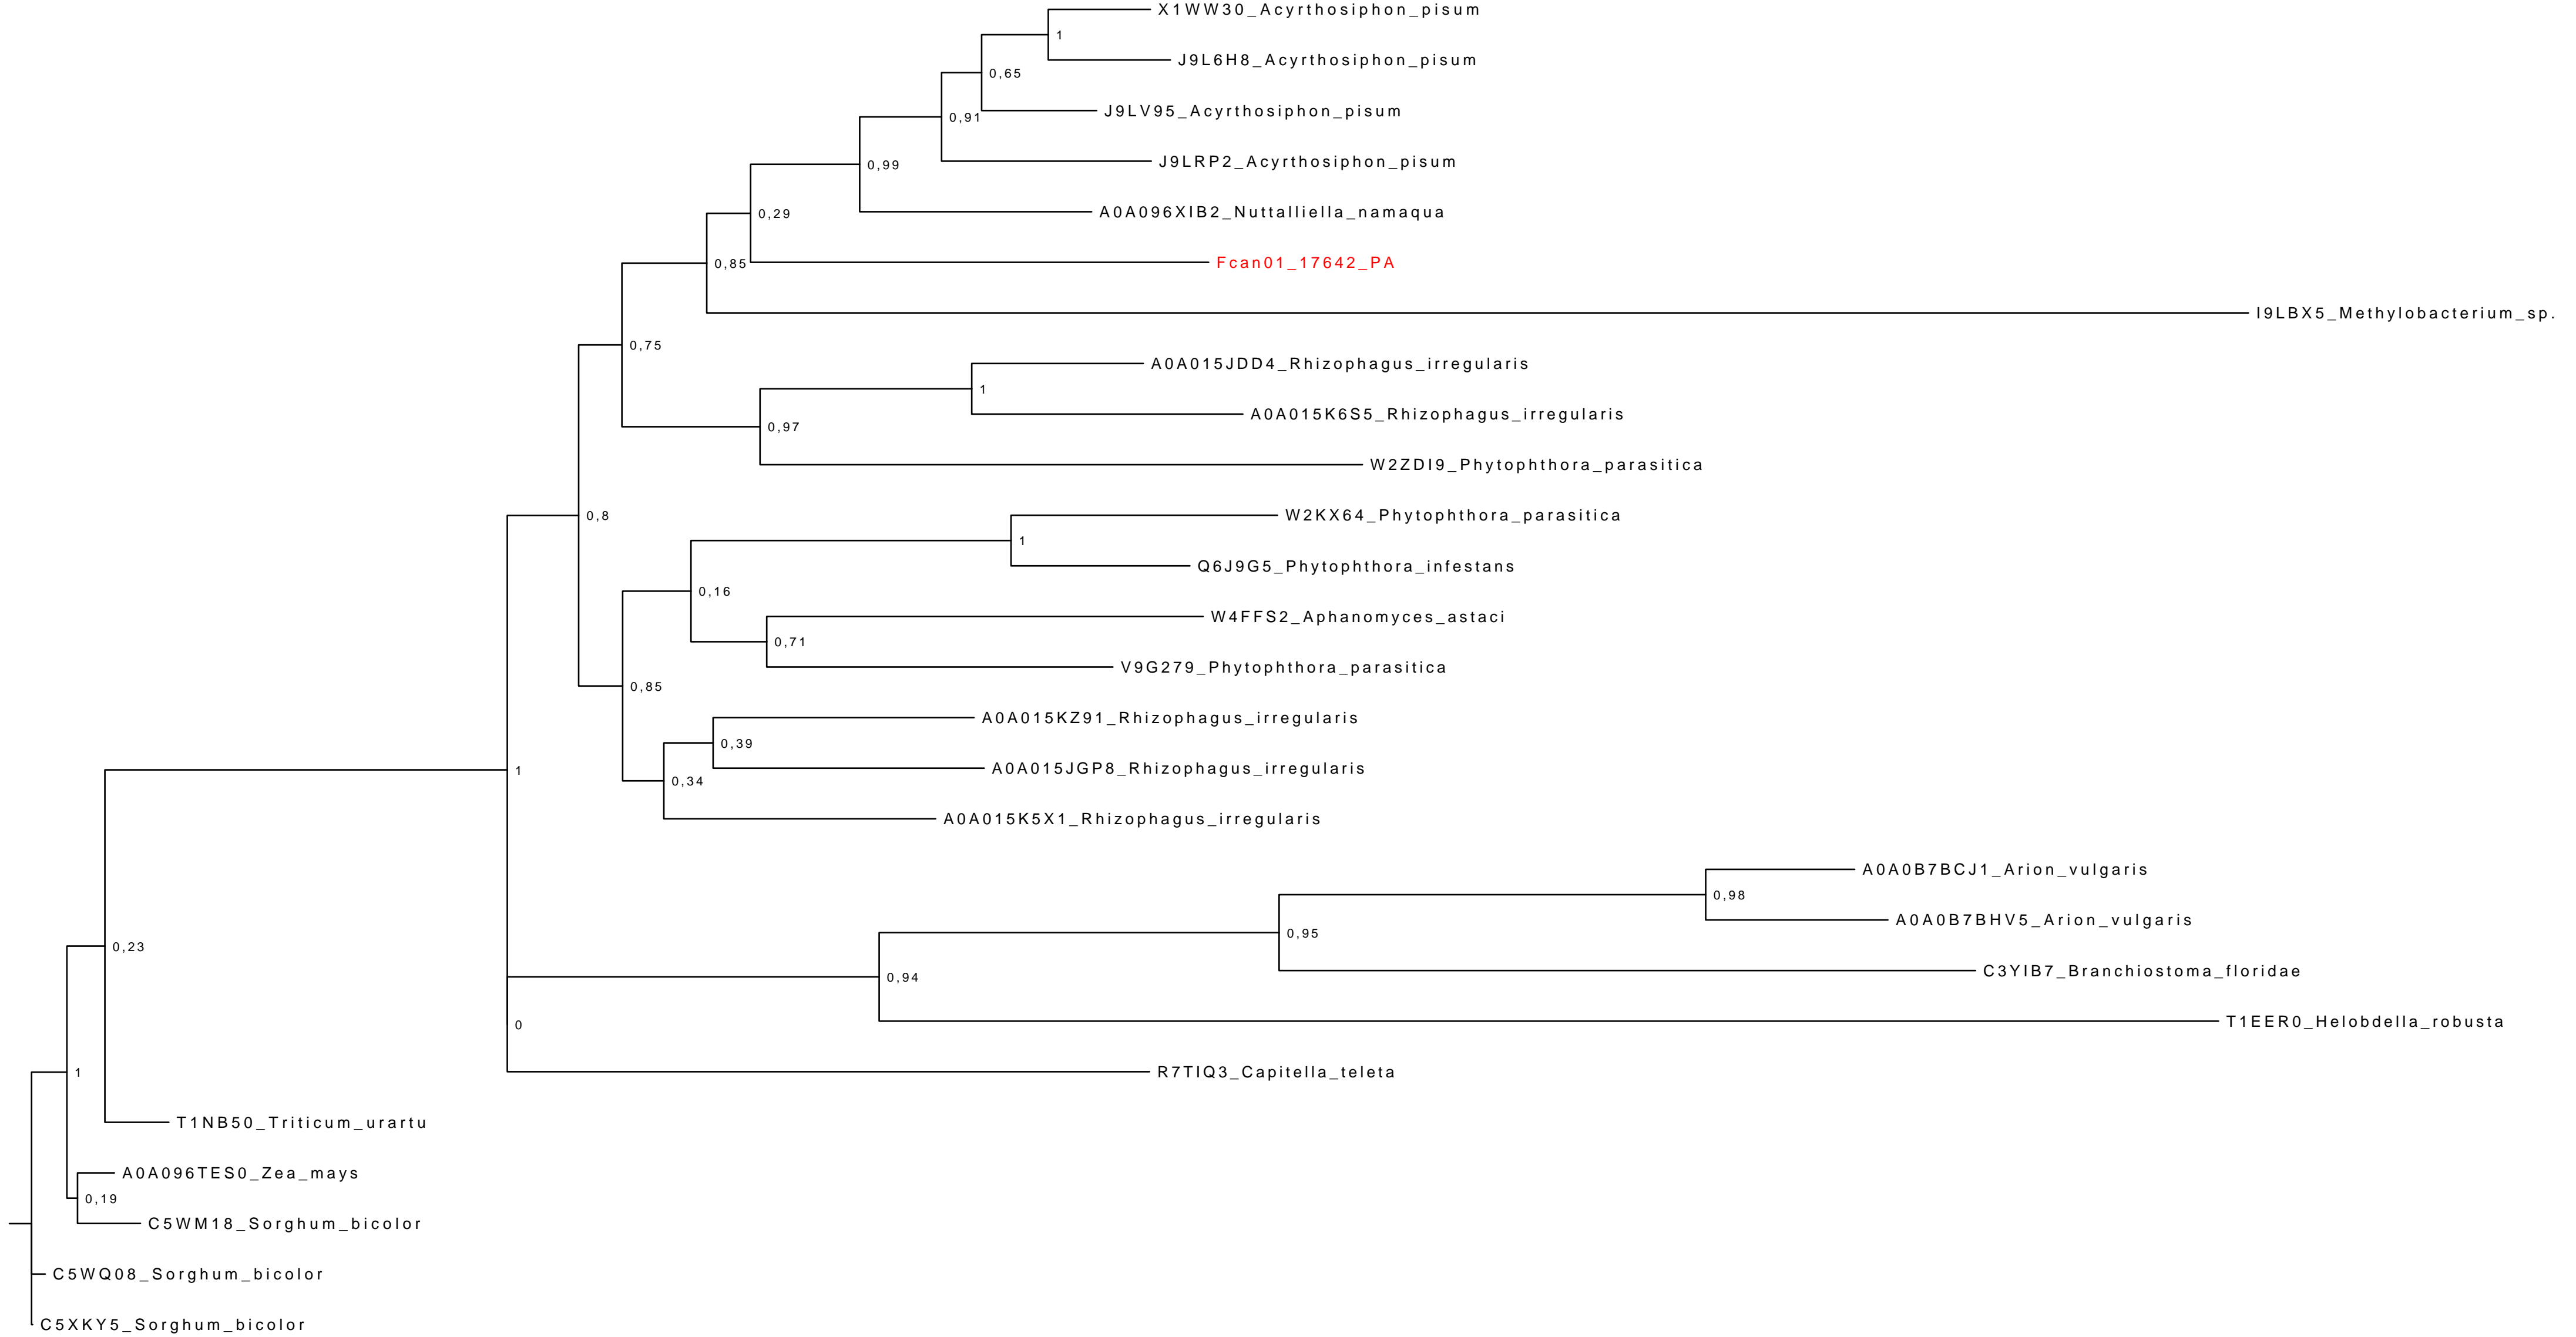 X1WW30_Acyrthosiphon_pisum
1
J9L6H8_Acyrthosiphon_pisum
0,65
J9LV95_Acyrthosiphon_pisum
0,91
J9LRP2_Acyrthosiphon_pisum
0,99
A0A096XIB2_Nuttalliella_namaqua
0,29
Fcan01_17642_PA
0,85
I9LBX5_Methylobacterium_sp.
0,75
A0A015JDD4_Rhizophagus_irregularis
1
A0A015K6S5_Rhizophagus_irregularis
0,97
W2ZDI9_Phytophthora_parasitica
0,8
W2KX64_Phytophthora_parasitica
1
Q6J9G5_Phytophthora_infestans
0,16
W4FFS2_Aphanomyces_astaci
0,71
V9G279_Phytophthora_parasitica
0,85
A0A015KZ91_Rhizophagus_irregularis
0,39
A0A015JGP8_Rhizophagus_irregularis
1
0,34
A0A015K5X1_Rhizophagus_irregularis
A0A0B7BCJ1_Arion_vulgaris
0,98
A0A0B7BHV5_Arion_vulgaris
0,95
0,23
C3YIB7_Branchiostoma_floridae
0,94
T1EER0_Helobdella_robusta
0
R7TIQ3_Capitella_teleta
1
T1NB50_Triticum_urartu
A0A096TES0_Zea_mays
0,19
C5WM18_Sorghum_bicolor
C5WQ08_Sorghum_bicolor
C5XKY5_Sorghum_bicolor